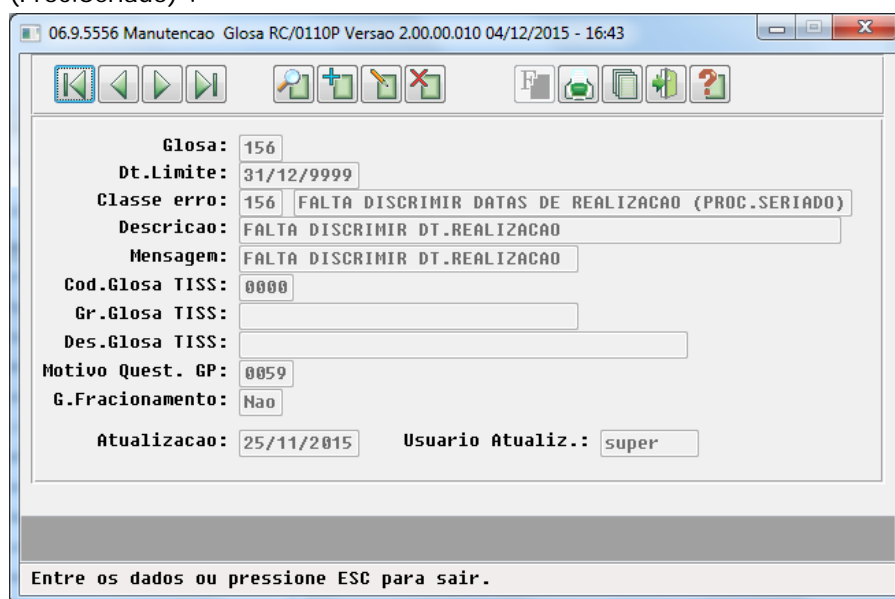 06.9.5556 Manutencao Glosa RC/0110P Versao 2.00.00.010 04/12/2015 - 16:43
F
Glosa: 156
Dt.Limite: 31/12/9999
Classe erro: 156 FALTA DISCRIMIR DATAS DE REALIZACAO (PROC.SERIADO)
Descricao: FALTA DISCRIMIR DT.REALIZACAO
Mensagem: FALTA DISCRIMIR DT.REALIZACAO
Cod.Glosa TISS: 0000
Gr.Glosa TISS:
Des.Glosa TISS:
Motivo Quest. GP: 0059
G.Fracionamento: Nao
Atualizacao: 25/11/2015 Usuario Atualiz.: super
Entre os dados ou pressione ESC para sair.